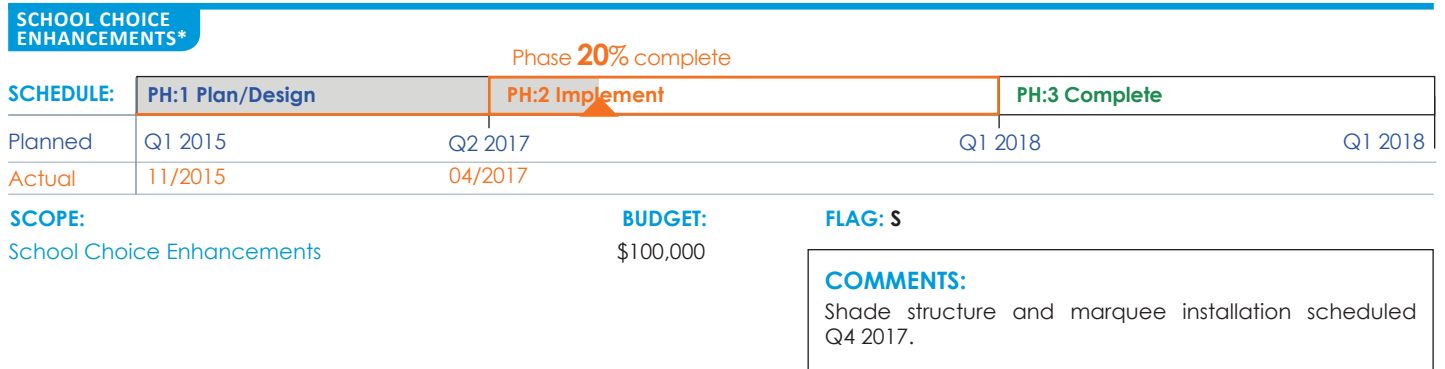 SCHOOL CHOICE
ENHANCEMENTS*
Phase 20% complete
SCHEDULE: PH:1 Plan/Design PH:2 Implement PH:3 Complete
Planned Q1 2015 Q2 2017 Q1 2018 Q1 2018
Actual 11/2015 04/2017
SCOPE: BUDGET: FLAG: S
School Choice Enhancements $100,000
COMMENTS:
Shade structure and marquee installation scheduled
Q4 2017.